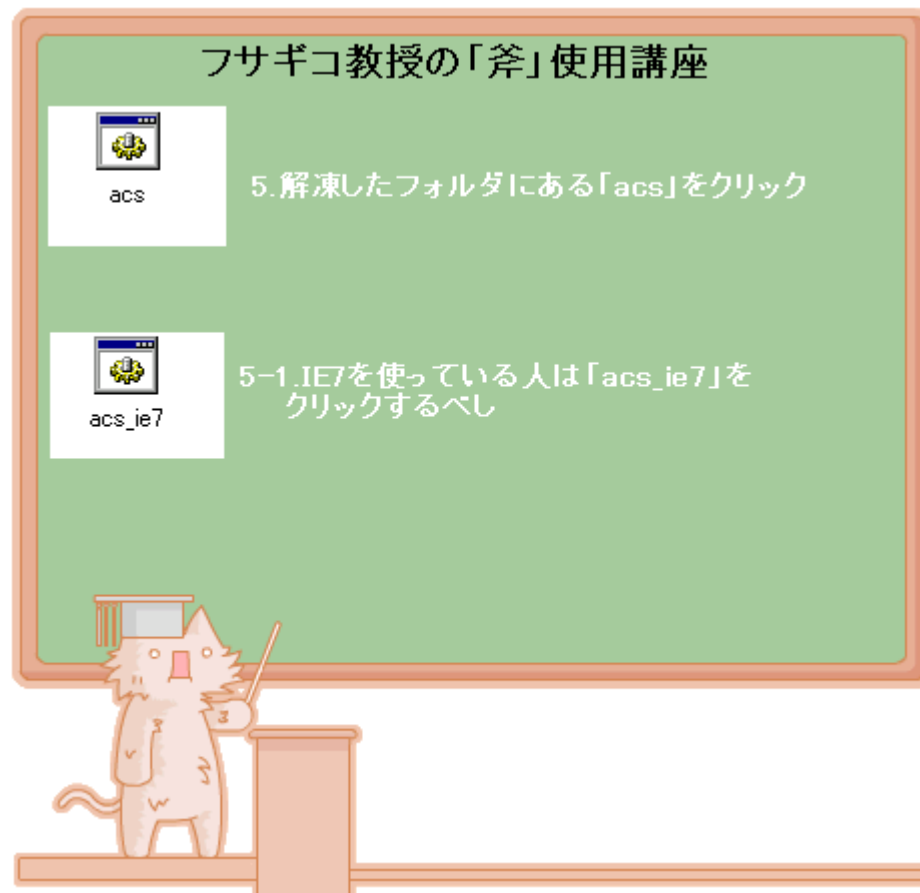 フサギコ教授の「斧」使用講座
acs
5.解凍したフォルダにある「acs」をクリック
acs_ie7
5-1.IE7を使っている人は「acs_ie7」を
クリックするべし